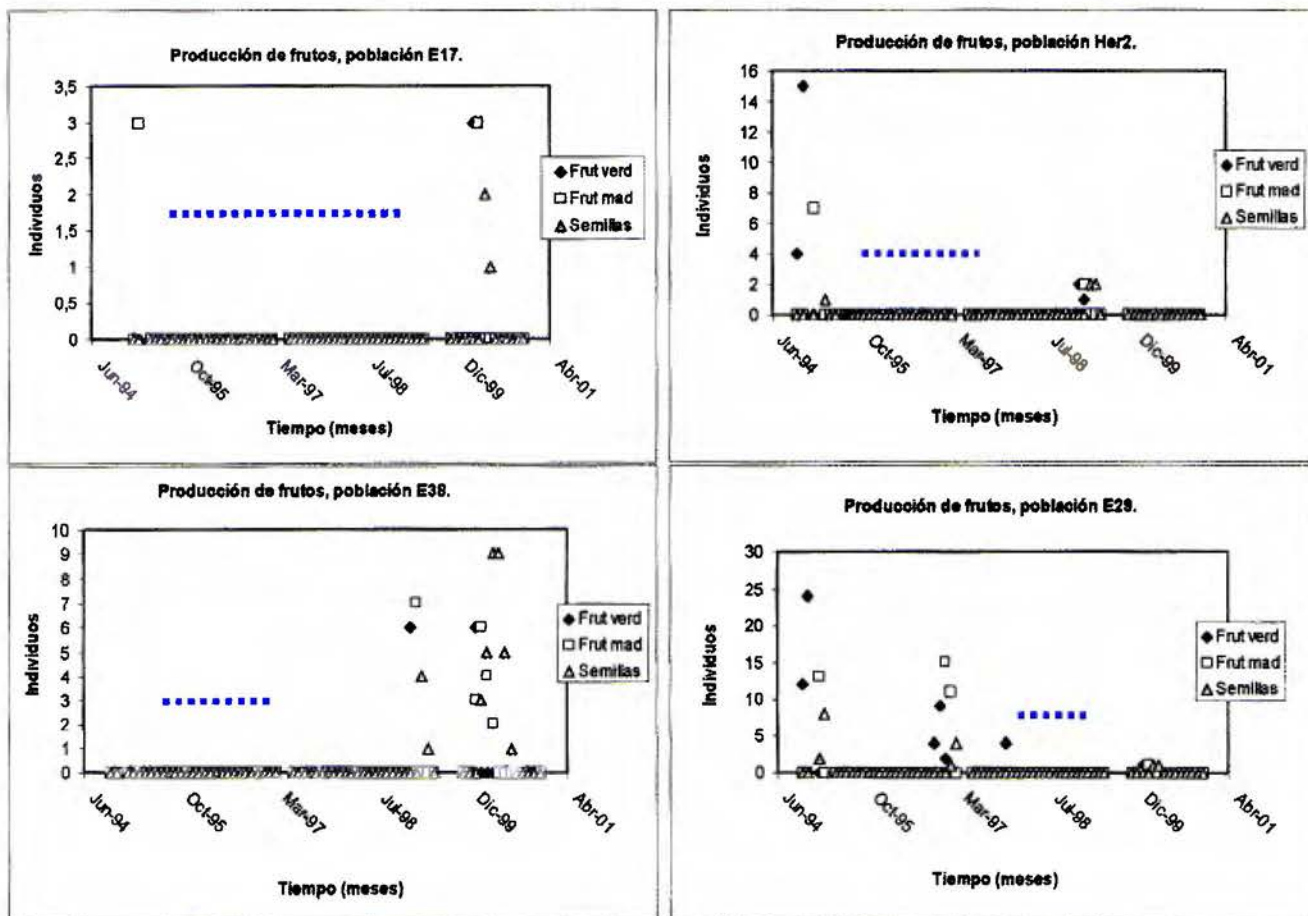 Producción de frutos, población E17.
3,5
3
2,5
2
1,5
1
0,5
0
Individuos
Jun-94
Oct-95
Mar-97
Jul-98
Dic-99
Abr-01
Tiempo (meses)
Frut verd
Frut mad
Semillas
Producción de frutos, población Her2.
16
14
12
10
8
6
4
2
0
Individuos
Jun-94
Oct-95
Mar-97
Jul-98
Dic-99
Abr-01
Tiempo (meses)
Frut verd
Frut mad
Semillas
Producción de frutos, población E38.
10
9
8
7
6
5
4
3
2
1
0
Individuos
Jun-94
Oct-95
Mar-97
Jul-98
Dic-99
Abr-01
Tiempo (meses)
Frut verd
Frut mad
Semillas
Producción de frutos, población E29.
30
25
20
15
10
5
0
Individuos
Jun-94
Oct-95
Mar-97
Jul-98
Dic-99
Abr-01
Tiempo (meses)
Frut verd
Frut mad
Semillas